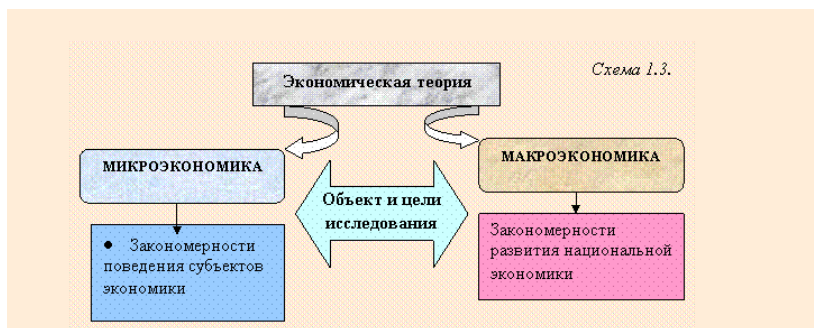 Схема 1.3.
Экономическая теория
МИКРОЭКОНОМИКА
МАКРОЭКОНОМИКА
Объект и цели
исследования
• Закономерности
поведения субъектов
экономики
Закономерности
развития национальной
экономики